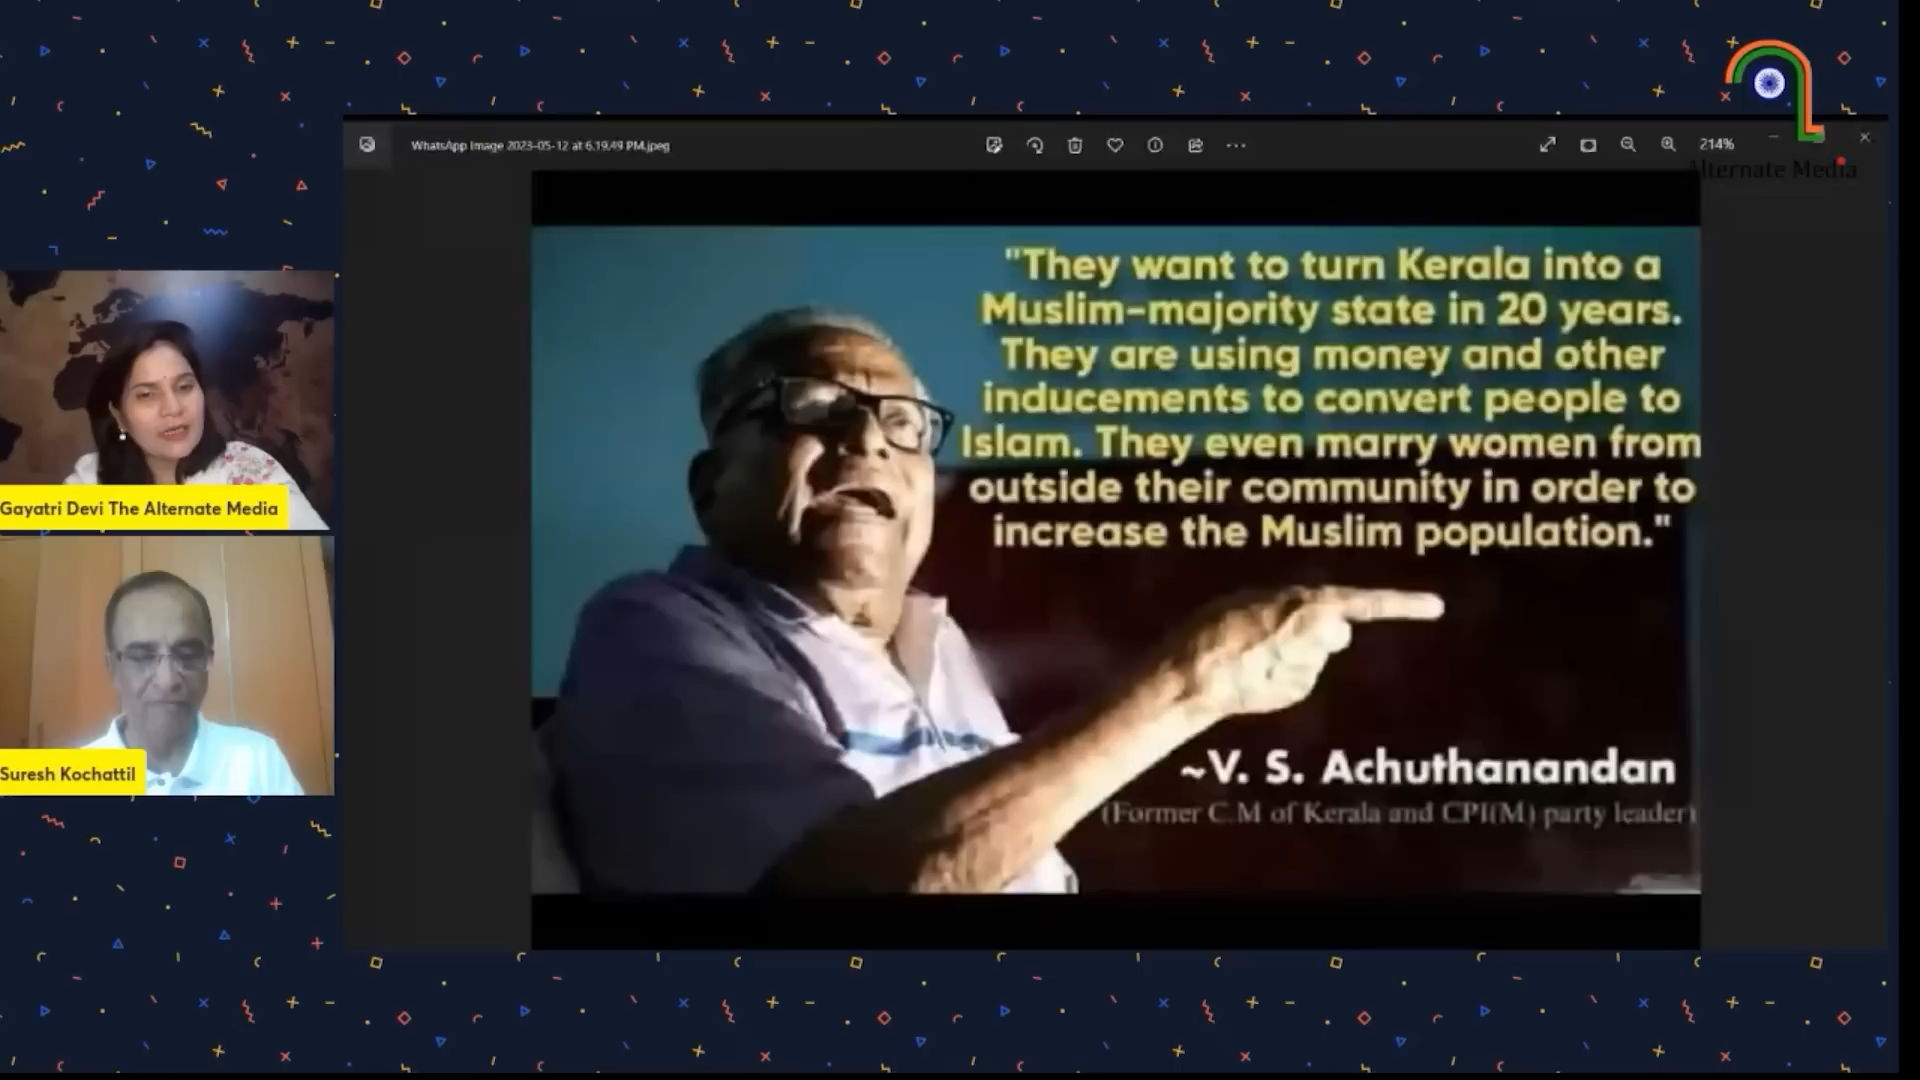 WhatsApp Image 2023-05-12 at 6.19.49 PM.jpeg
214%
Alternate Media
"They want to turn Kerala into a
Muslim-majority state in 20 years.
They are using money and other
inducements to convert people to
Islam. They even marry women from
outside their community in order to
increase the Muslim population."
~V. S. Achuthanandan
(Former C.M of Kerala and CPI(M) party leader)
Gayatri Devi The Alternate Media
Suresh Kochattil